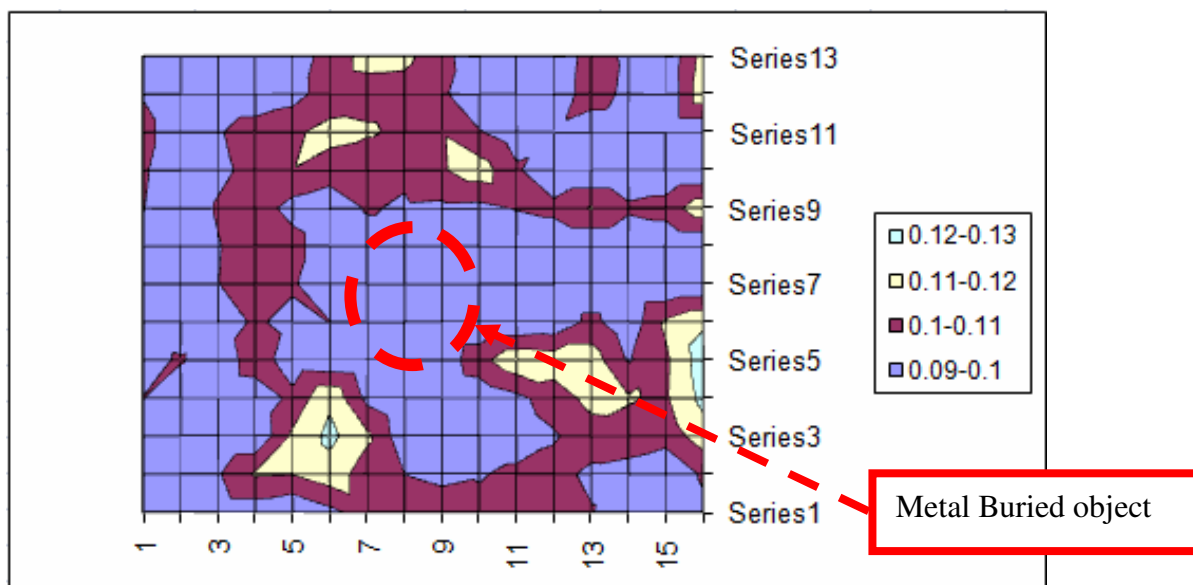 Series13
Series11
Series9
Series7
Series5
Series3
Series1
1
3
5
7
9
11
13
15
0.12-0.13
0.11-0.12
0.1-0.11
0.09-0.1
Metal Buried object